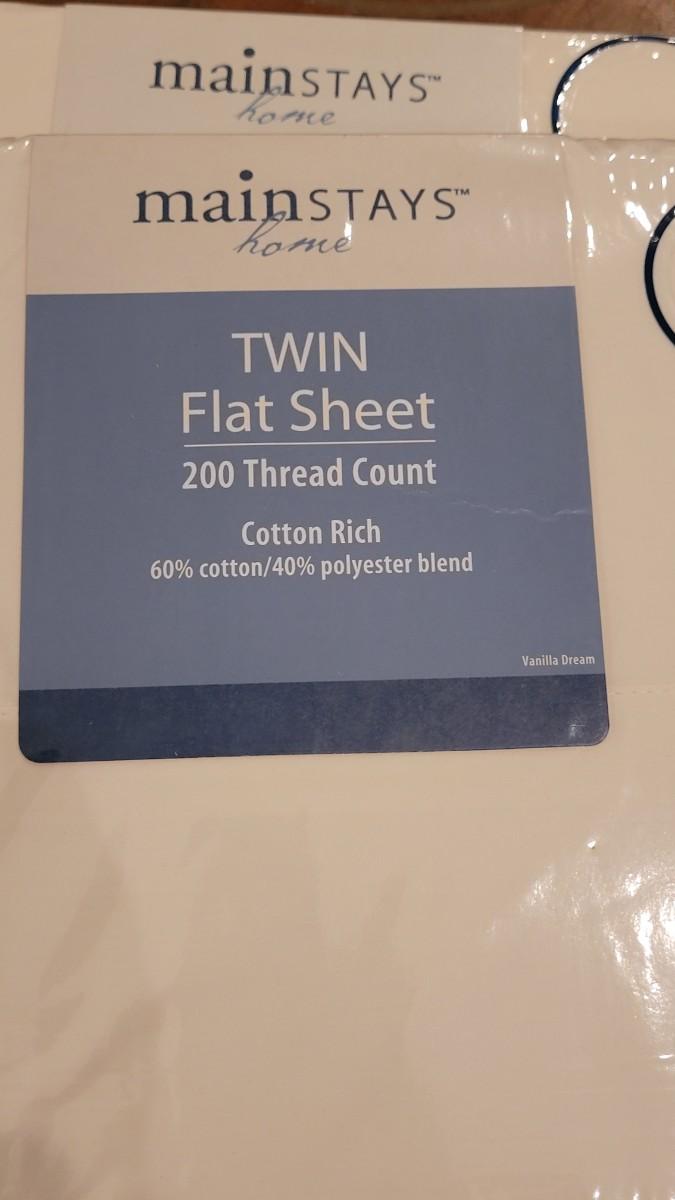 mainSTAYS™
home
mainSTAYS™
home
TWIN
Flat Sheet
200 Thread Count
Cotton Rich
60% cotton/40% polyester blend
Vanilla Dream